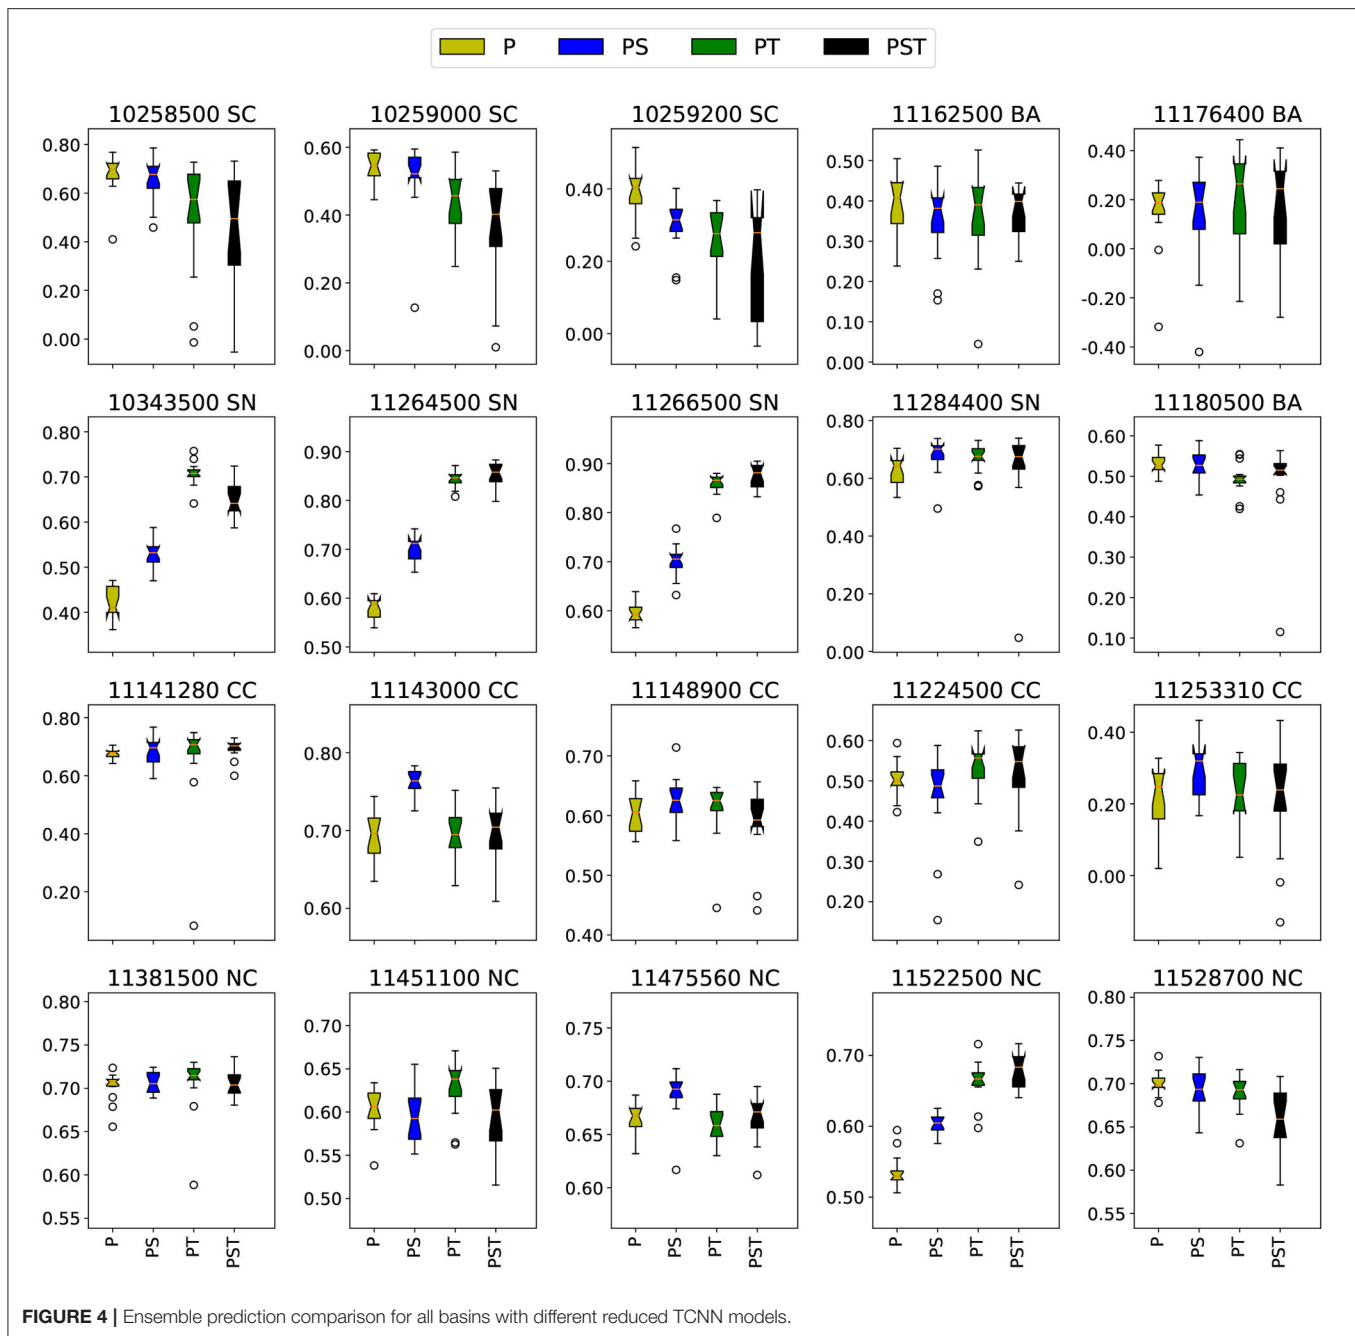 P PS PT PST
10258500 SC 10259000 SC 10259200 SC 11162500 BA 11176400 BA
0.80 0.60 0.40 0.20 0.00
0.60 0.40 0.20 0.00
0.40 0.20 0.00
0.50 0.40 0.30 0.20 0.10 0.00
0.40 0.20 0.00 -0.20 -0.40
10343500 SN 11264500 SN 11266500 SN 11284400 SN 11180500 BA
0.80 0.70 0.60 0.50 0.40
0.90 0.80 0.70 0.60 0.50
0.90 0.80 0.70 0.60
0.80 0.60 0.40 0.20 0.00
0.60 0.50 0.40 0.30 0.20 0.10
11141280 CC 11143000 CC 11148900 CC 11224500 CC 11253310 CC
0.80 0.60 0.40 0.20
0.80 0.70 0.60
0.70 0.60 0.50 0.40
0.60 0.50 0.40 0.30 0.20
0.40 0.20 0.00
11381500 NC 11451100 NC 11475560 NC 11522500 NC 11528700 NC
0.80 0.75 0.70 0.65 0.60 0.55
0.70 0.65 0.60 0.55 0.50
0.75 0.70 0.65 0.60
0.70 0.60 0.50
0.80 0.75 0.70 0.65 0.60 0.55
P PS PT PST P PS PT PST P PS PT PST P PS PT PST P PS PT PST
FIGURE 4 | Ensemble prediction comparison for all basins with different reduced TCNN models.